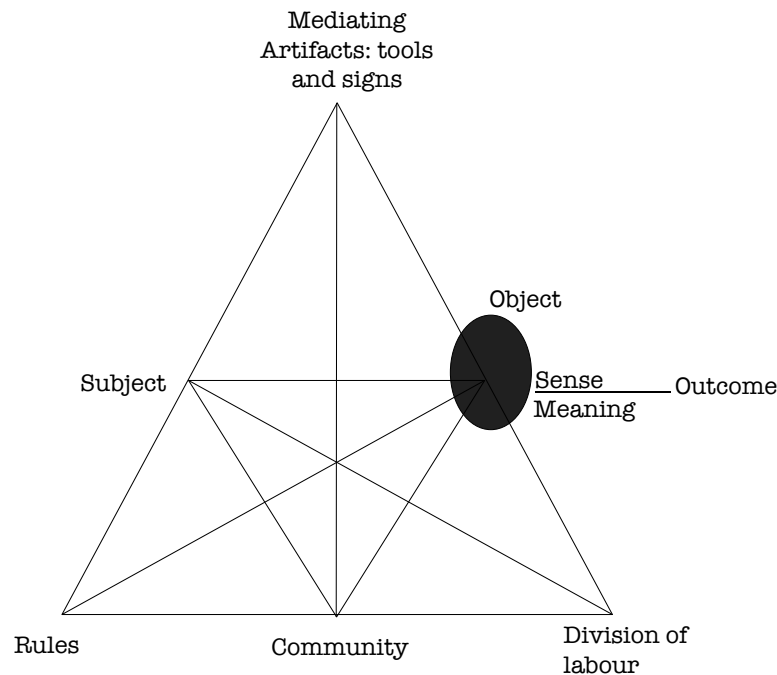 Mediating
Artifacts: tools
and signs
Object
Subject
Sense
Outcome
Meaning
Rules
Community
Division of
labour